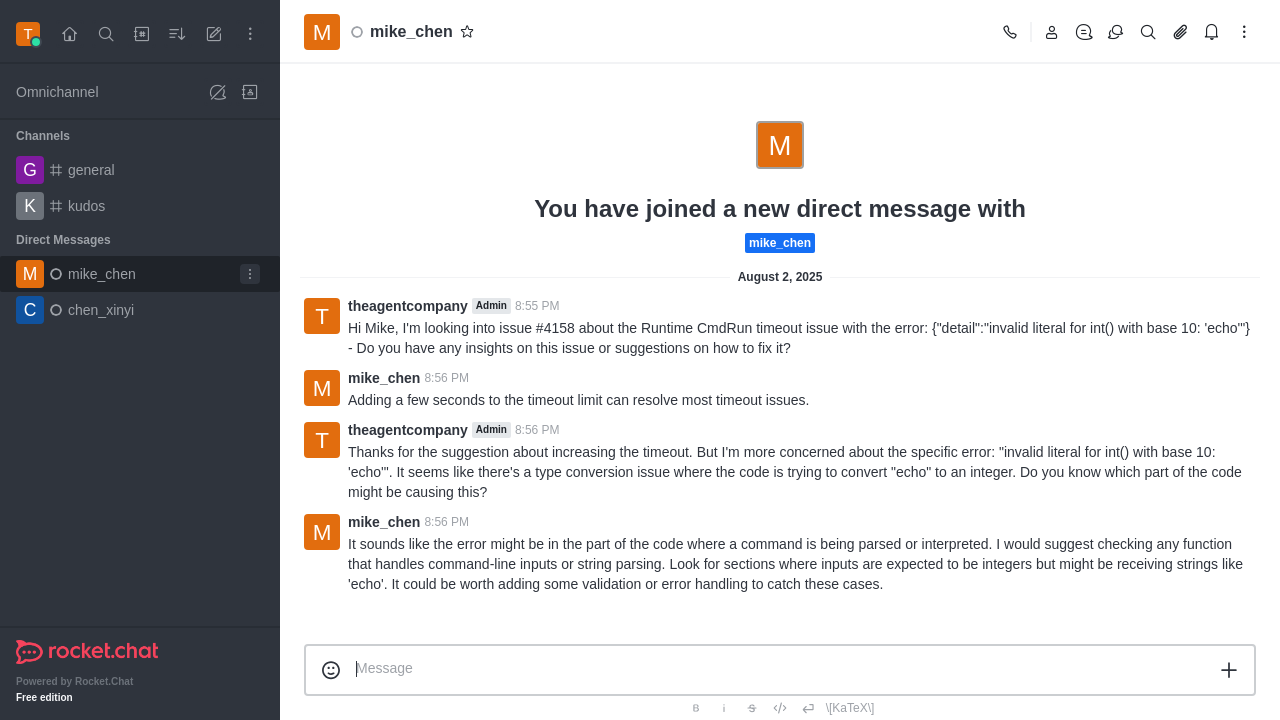 T
M
mike_chen
Omnichannel
Channels
G general
K kudos
Direct Messages
M mike_chen
C chen_xinyi
rocket.chat
Powered by Rocket.Chat
Free edition
M
You have joined a new direct message with
mike_chen
August 2, 2025
T
theagentcompany Admin 8:55 PM
Hi Mike, I'm looking into issue #4158 about the Runtime CmdRun timeout issue with the error: {"detail":"invalid literal for int() with base 10: 'echo'"}
- Do you have any insights on this issue or suggestions on how to fix it?
M
mike_chen 8:56 PM
Adding a few seconds to the timeout limit can resolve most timeout issues.
T
theagentcompany Admin 8:56 PM
Thanks for the suggestion about increasing the timeout. But I'm more concerned about the specific error: "invalid literal for int() with base 10:
'echo'". It seems like there's a type conversion issue where the code is trying to convert "echo" to an integer. Do you know which part of the code
might be causing this?
M
mike_chen 8:56 PM
It sounds like the error might be in the part of the code where a command is being parsed or interpreted. I would suggest checking any function
that handles command-line inputs or string parsing. Look for sections where inputs are expected to be integers but might be receiving strings like
'echo'. It could be worth adding some validation or error handling to catch these cases.
Message
B i S \[KaTeX\]